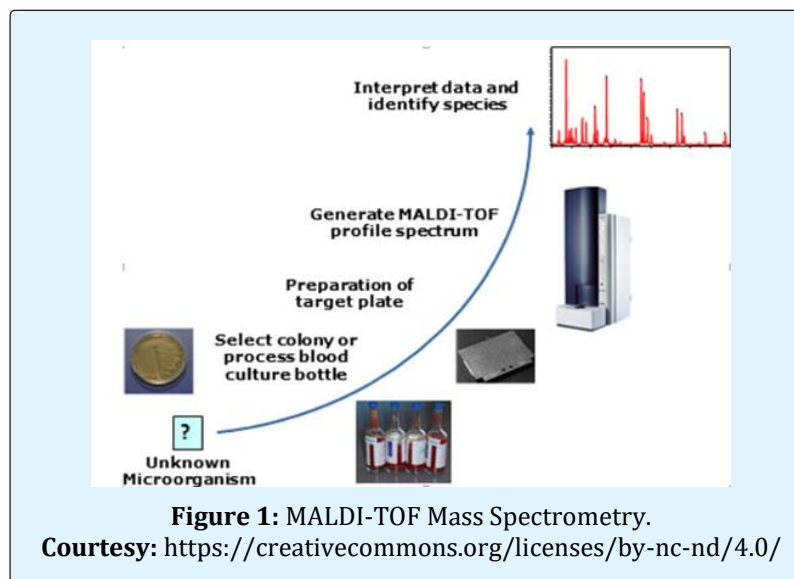 Interpret data and
identify species
Generate MALDI-TOF
profile spectrum
Preparation of
target plate
Select colony or
process blood
culture bottle
?
Unknown
Microorganism
Figure 1: MALDI-TOF Mass Spectrometry.
Courtesy: https://creativecommons.org/licenses/by-nc-nd/4.0/